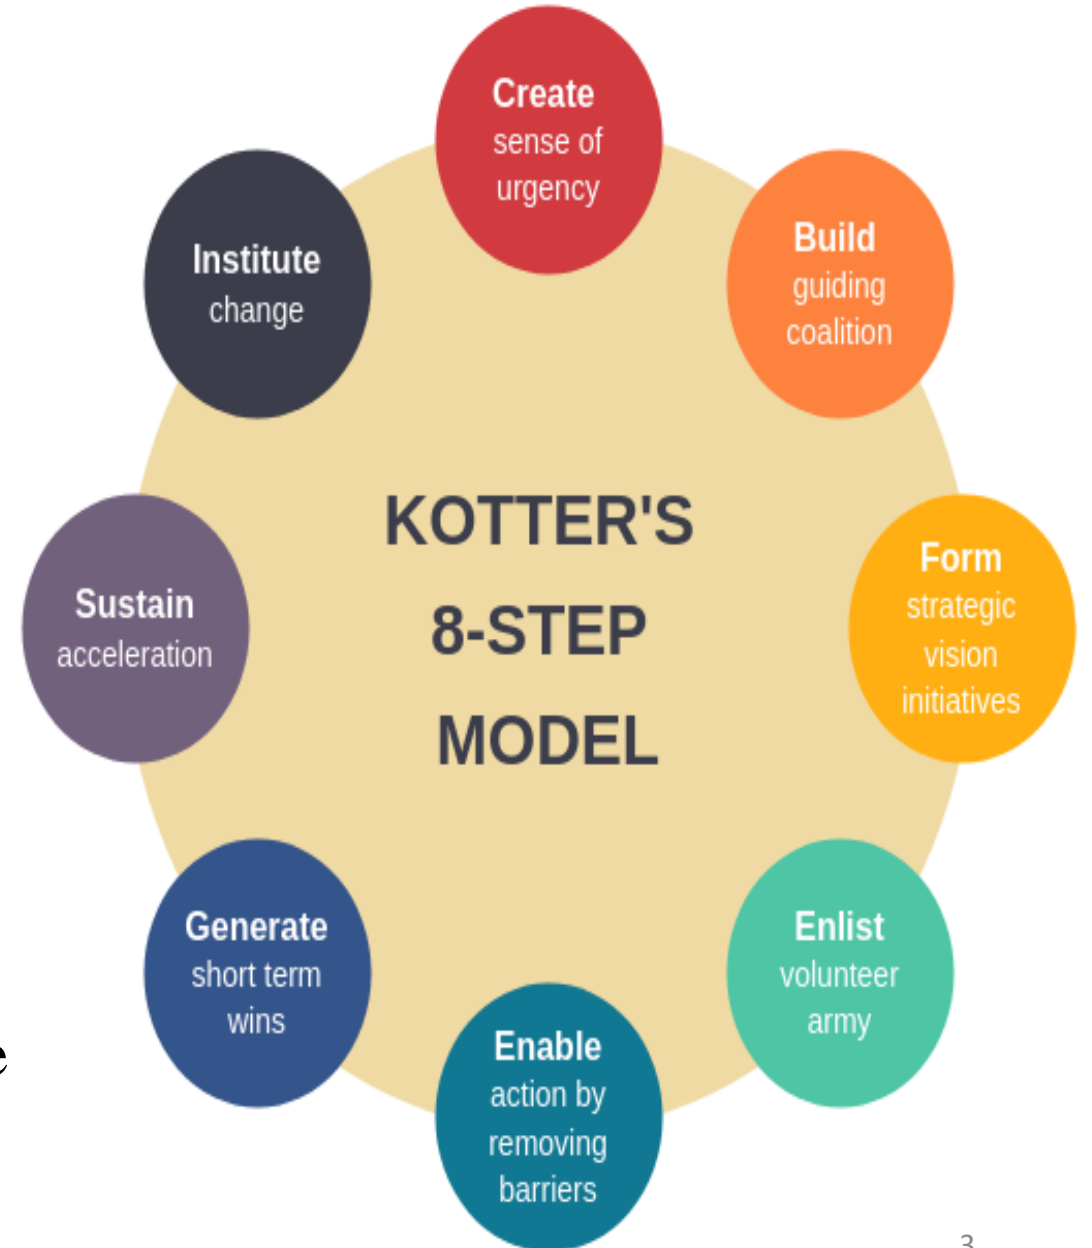 Create
sense of
urgency
Build
guiding
coalition
Form
strategic
vision
initiatives
Enlist
volunteer
army
Enable
action by
removing
barriers
Generate
short term
wins
Sustain
acceleration
Institute
change
KOTTER'S
8-STEP
MODEL
e
3